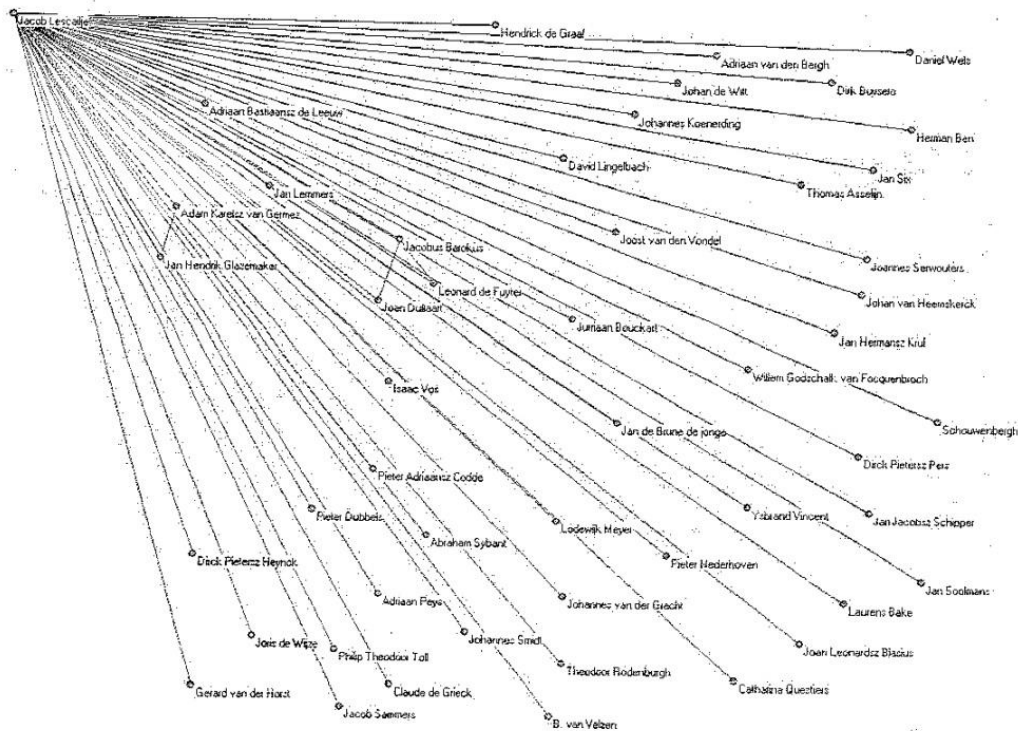 Jacob Lescailje
Hendrick de Graaf
Daniel Wels
Adriaan van den Bergh
Johan de Witt
Dirk Buysero
Adriaan Bastiaansz de Leeuw
Johannes Koenerding
Herman Beri
David Lingelbach
Jan Six
Thomas Asselijn
Jan Lemmers
Adam Karelsz van Germez
Joost van den Vondel
Jacobus Barokus
Jan Hendrik Glazemaker
Joannes Serwouters
Leonard de Fuyter
Joan Dullaart
Johan van Heemskerck
Jurriaan Bouckart
Jan Hermansz Krul
Willem Godschalk van Focquenbroch
Isaac Vos
Jan de Brune de jonge
Schouwenbergh
Dirck Pietersz Pers
Pieter Adriaansz Codde
Pieter Dubbels
Ysbrand Vincent
Jan Jacobsz Schipper
Lodewijk Meyer
Abraham Sybant
Dirck Pietersz Heynck
Pieter Nederhoven
Jan Soolmans
Adriaan Peys
Johannes van der Gracht
Laurens Bake
Joris de Wijze
Johannes Smidt
Philip Theodoor Toll
Joan Leonardsz Blasius
Theodoor Rodenburgh
Gerard van der Horst
Claude de Grieck
Catharina Questiers
Jacob Sammers
B. van Velzen